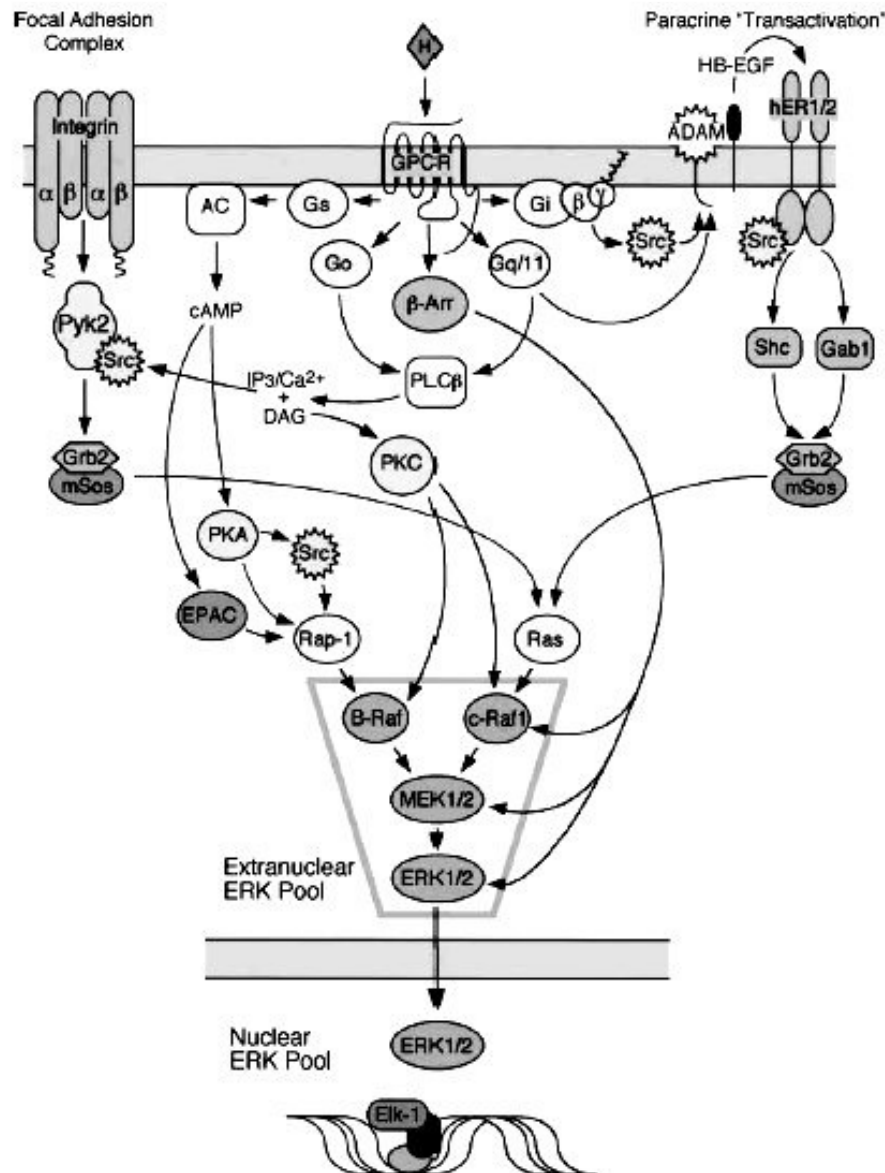 Focal Adhesion
Complex
H
Paracrine "Transactivation"
HB-EGF
hER1/2
Integrin
ADAM
GPCR
α β α β
AC
Gs
Gi
β
γ
Src
Src
Go
Gq/11
β-Arr
cAMP
Pyk2
Src
Shc
Gab1
IP3/Ca2+
+
DAG
PLCβ
PKC
Grb2
mSos
Grb2
mSos
PKA
Src
EPAC
Rap-1
Ras
B-Raf
c-Raf1
MEK1/2
Extranuclear
ERK Pool
ERK1/2
Nuclear
ERK Pool
ERK1/2
Elk-1